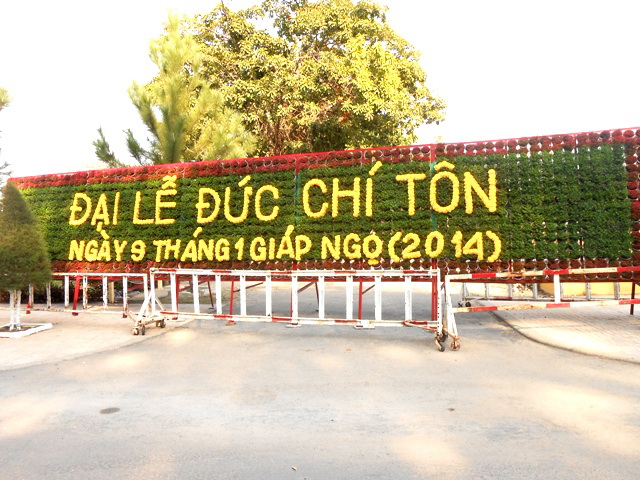 ĐẠI LỄ ĐỨC CHÍ TÔN
NGÀY 9 THÁNG 1 GIÁP NGỌ (2014)